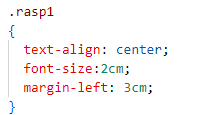 .rasp1
{
text-align: center;
font-size:2cm;
margin-left: 3cm;
}